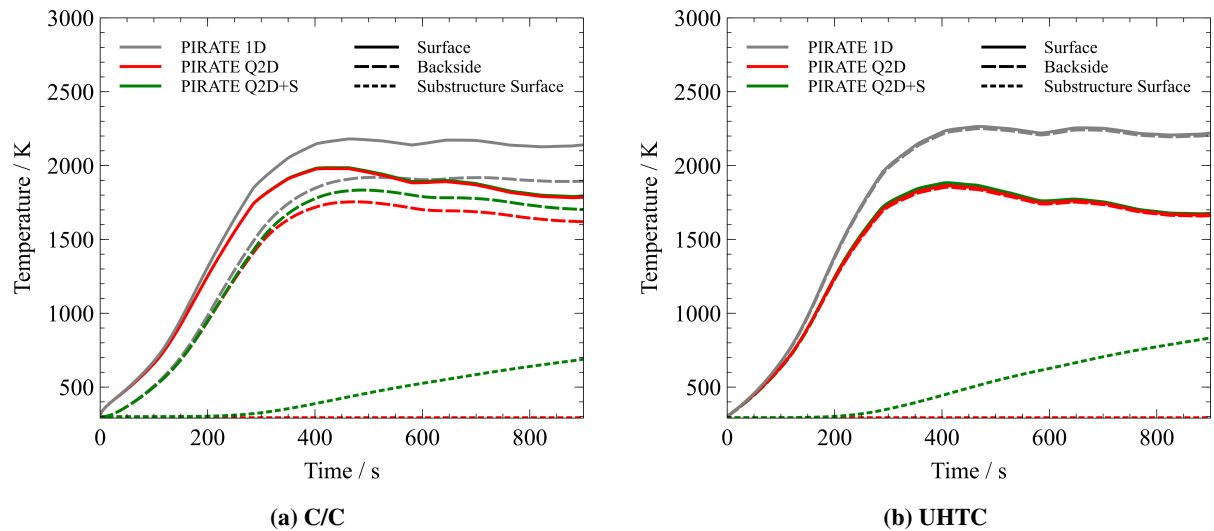 3000
2500
2000
1500
1000
500
0
200
400
600
800
Temperature / K
Time / s
PIRATE 1D
PIRATE Q2D
PIRATE Q2D+S
Surface
Backside
Substructure Surface
(a) C/C
3000
2500
2000
1500
1000
500
0
200
400
600
800
Temperature / K
Time / s
PIRATE 1D
PIRATE Q2D
PIRATE Q2D+S
Surface
Backside
Substructure Surface
(b) UHTC